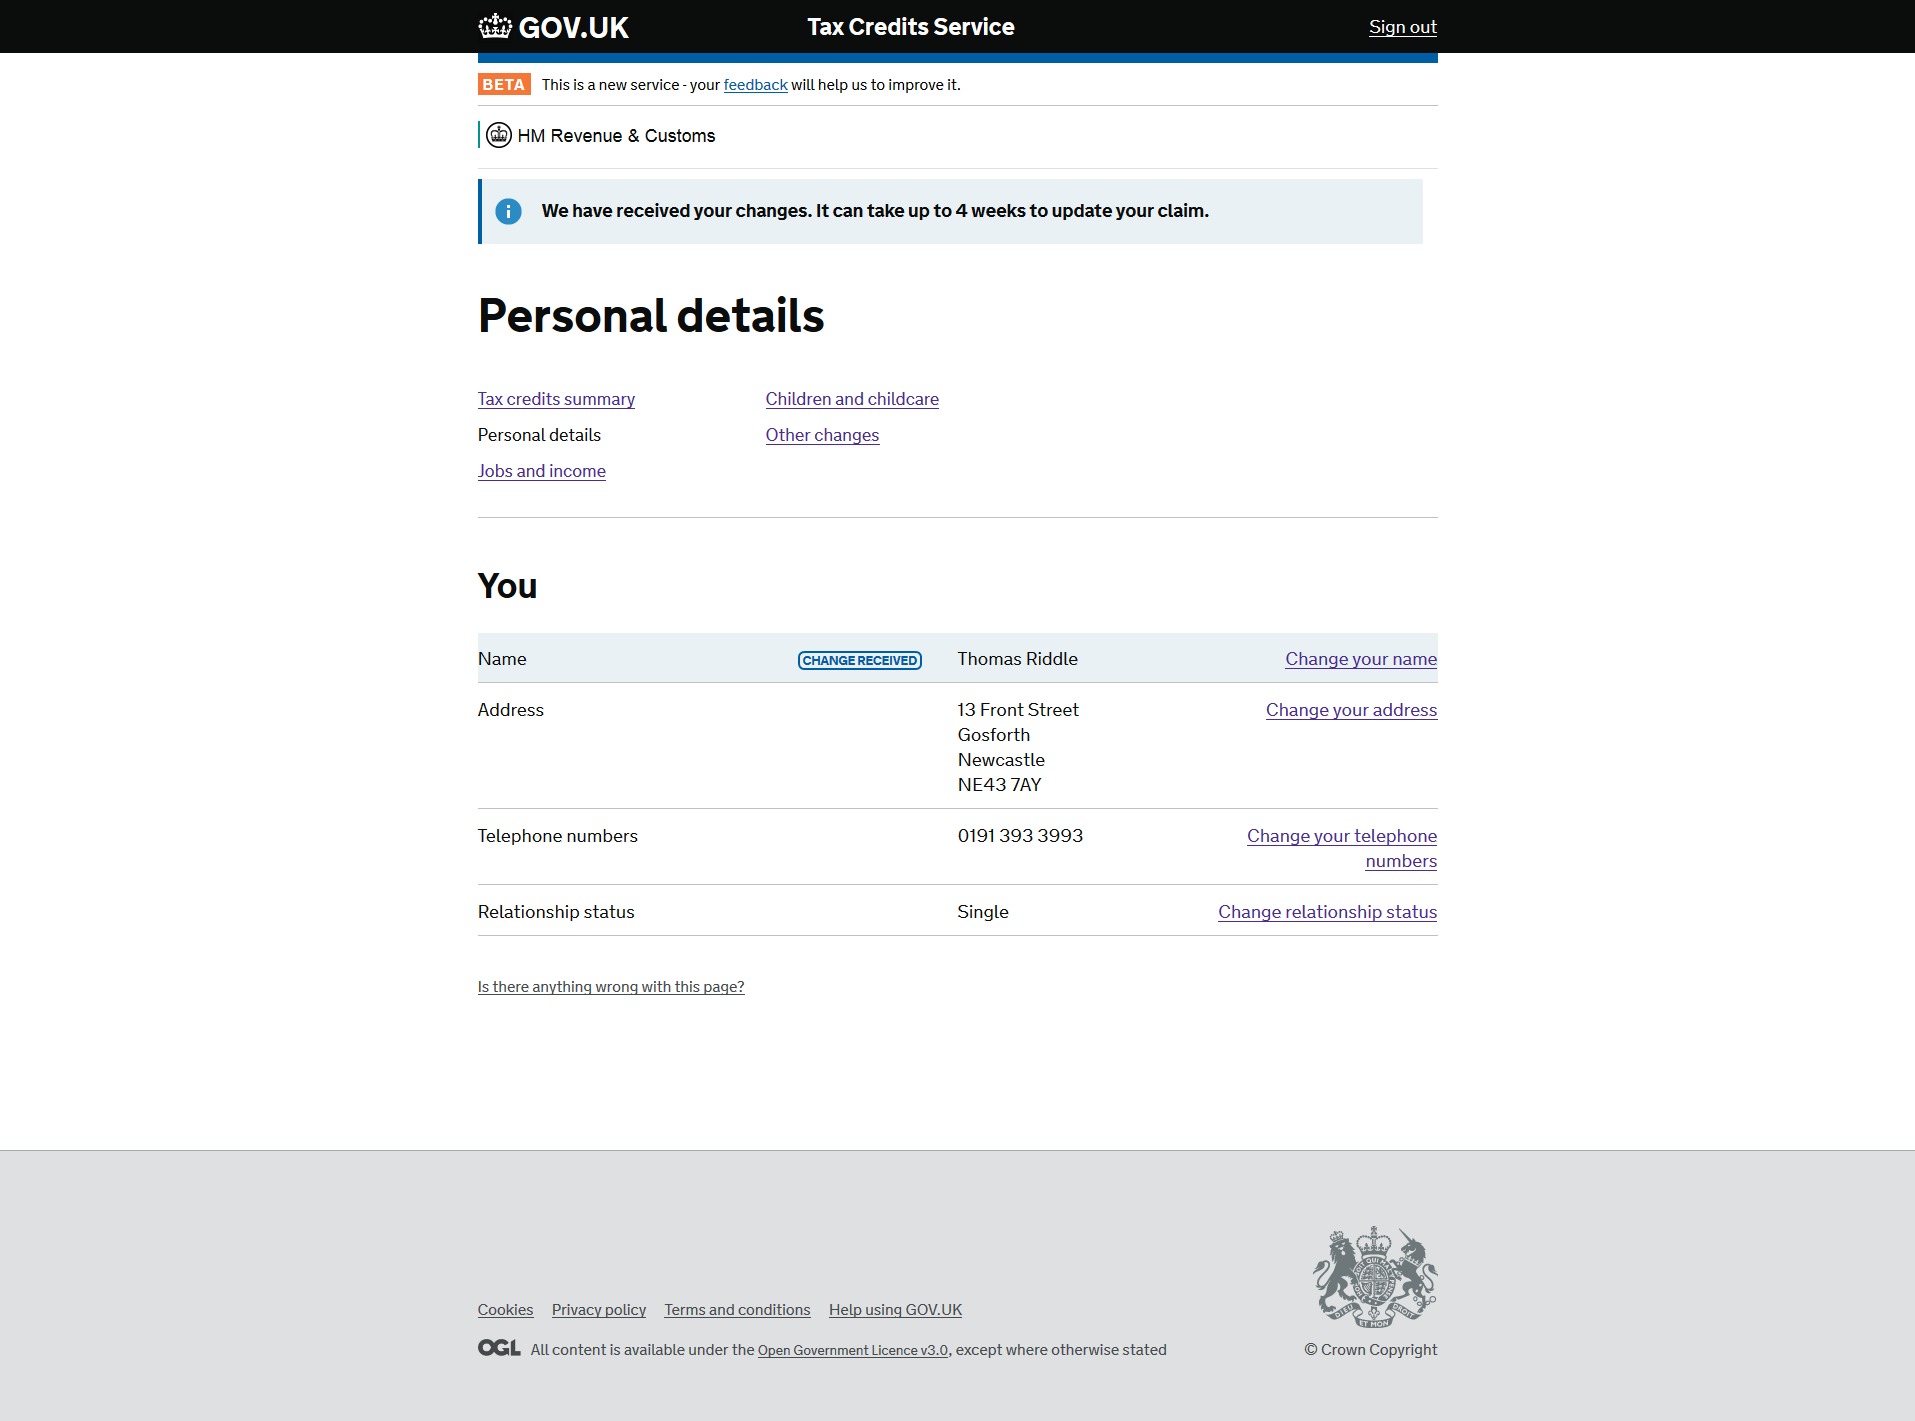 GOV.UK Tax Credits Service Sign out
BETA This is a new service - your feedback will help us to improve it.
HM Revenue & Customs
We have received your changes. It can take up to 4 weeks to update your claim.
Personal details
Tax credits summary Children and childcare
Personal details Other changes
Jobs and income
You
Name CHANGE RECEIVED Thomas Riddle Change your name
Address 13 Front Street Change your address
Gosforth
Newcastle
NE43 7AY
Telephone numbers 0191 393 3993 Change your telephone
numbers
Relationship status Single Change relationship status
Is there anything wrong with this page?
DIEU ET MON DROIT
Cookies Privacy policy Terms and conditions Help using GOV.UK
OGL All content is available under the Open Government Licence v3.0, except where otherwise stated © Crown Copyright